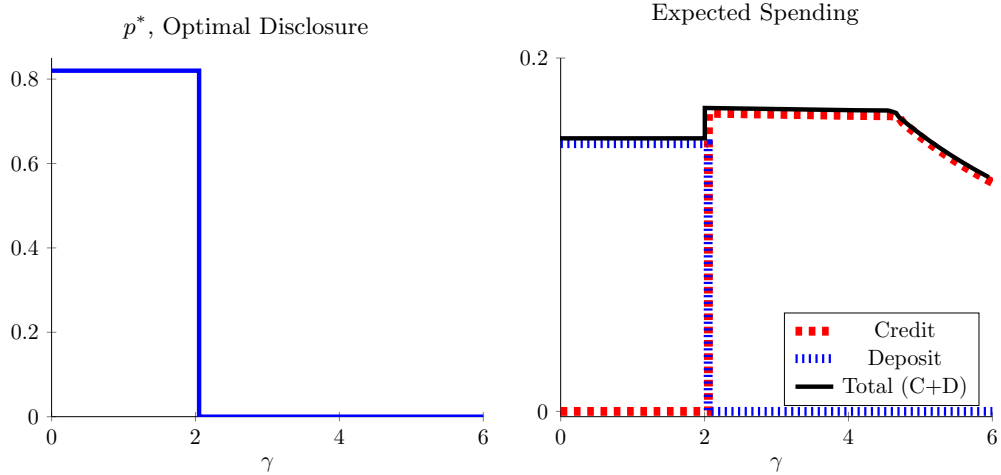 p*, Optimal Disclosure
0.8
0.6
0.4
0.2
0
0 2 4 6
γ
Expected Spending
0.2
0
Credit
Deposit
Total (C+D)
0 2 4 6
γ